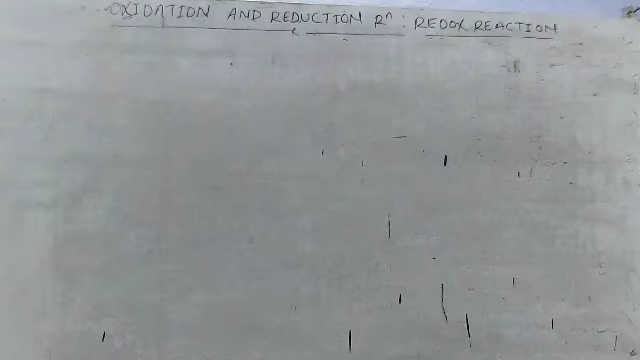 OXIDATION AND REDUCTION Rⁿ : REDOX REACTION